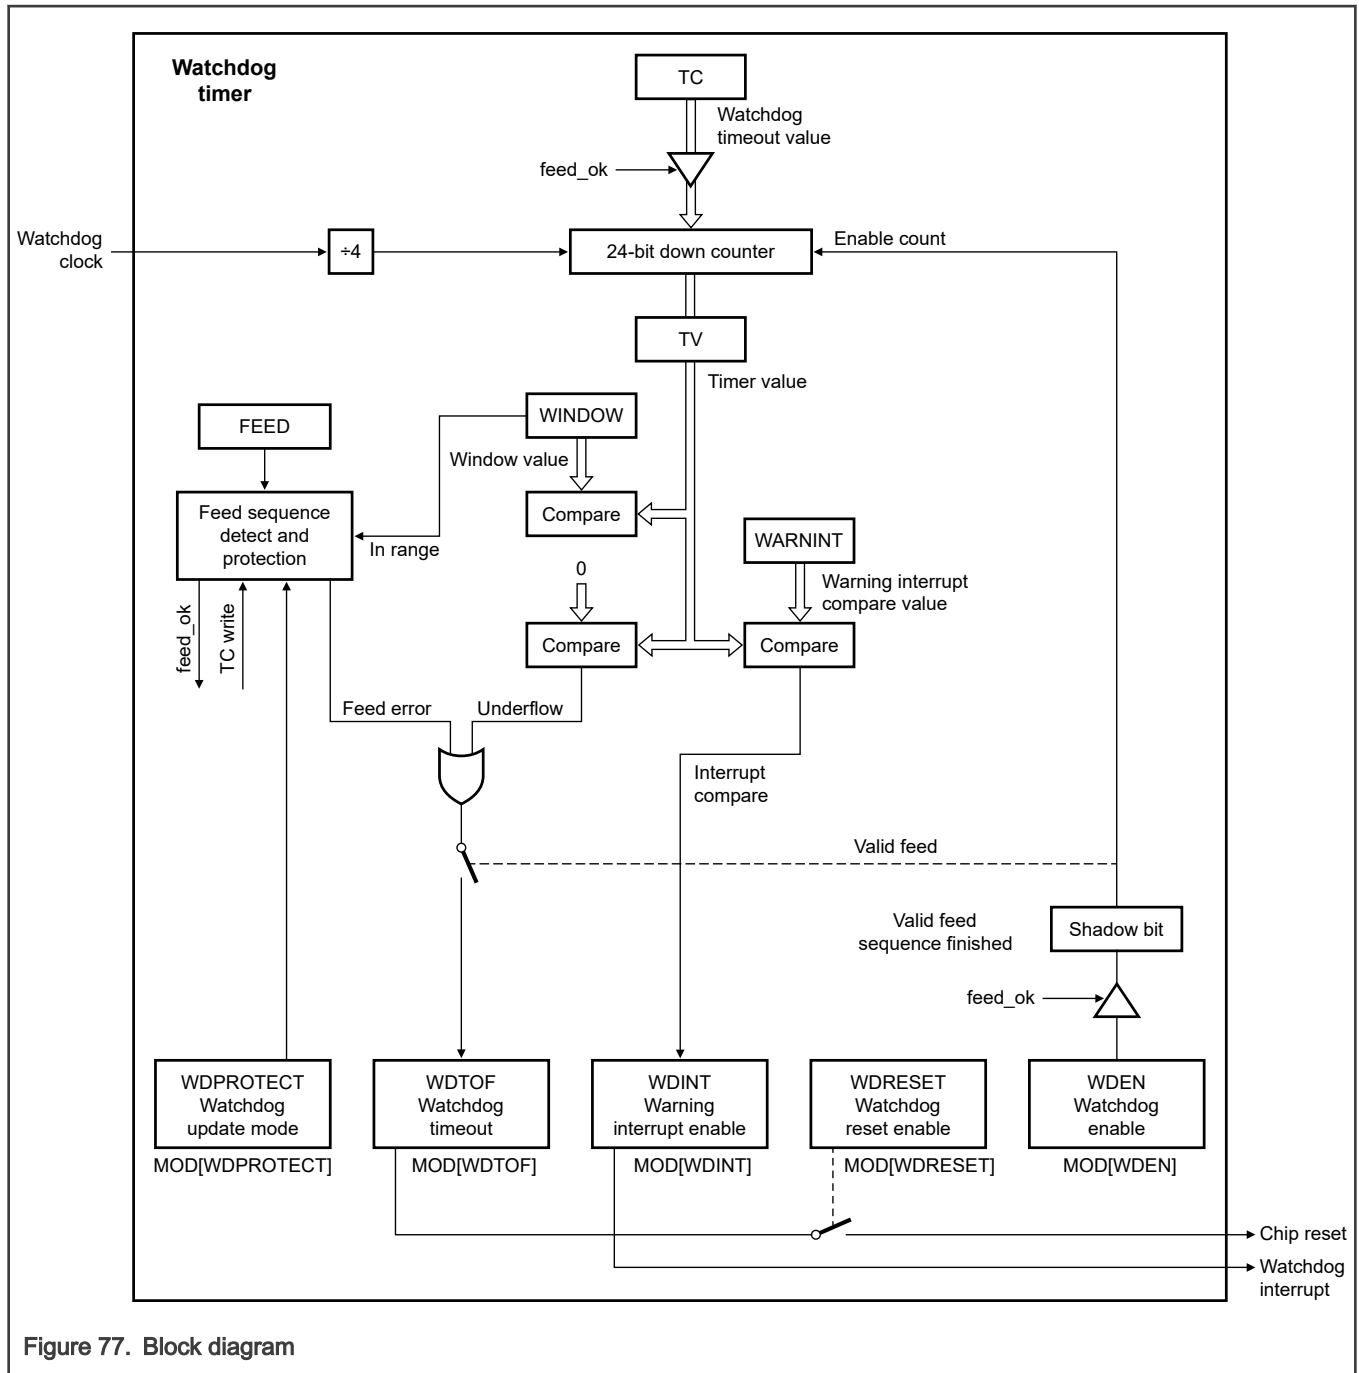 Watchdog
timer
TC
Watchdog
timeout value
feed_ok
Watchdog
clock
÷4
24-bit down counter
Enable count
TV
Timer value
FEED
WINDOW
Window value
Feed sequence
detect and
protection
In range
Compare
WARNINT
Warning interrupt
compare value
0
Compare
Compare
feed_ok
TC write
Feed error
Underflow
Interrupt
compare
Valid feed
Valid feed
sequence finished
Shadow bit
feed_ok
WDPROTECT
Watchdog
update mode
MOD[WDPROTECT]
WDTOF
Watchdog
timeout
MOD[WDTOF]
WDINT
Warning
interrupt enable
MOD[WDINT]
WDRESET
Watchdog
reset enable
MOD[WDRESET]
WDEN
Watchdog
enable
MOD[WDEN]
Chip reset
Watchdog
interrupt
Figure 77. Block diagram